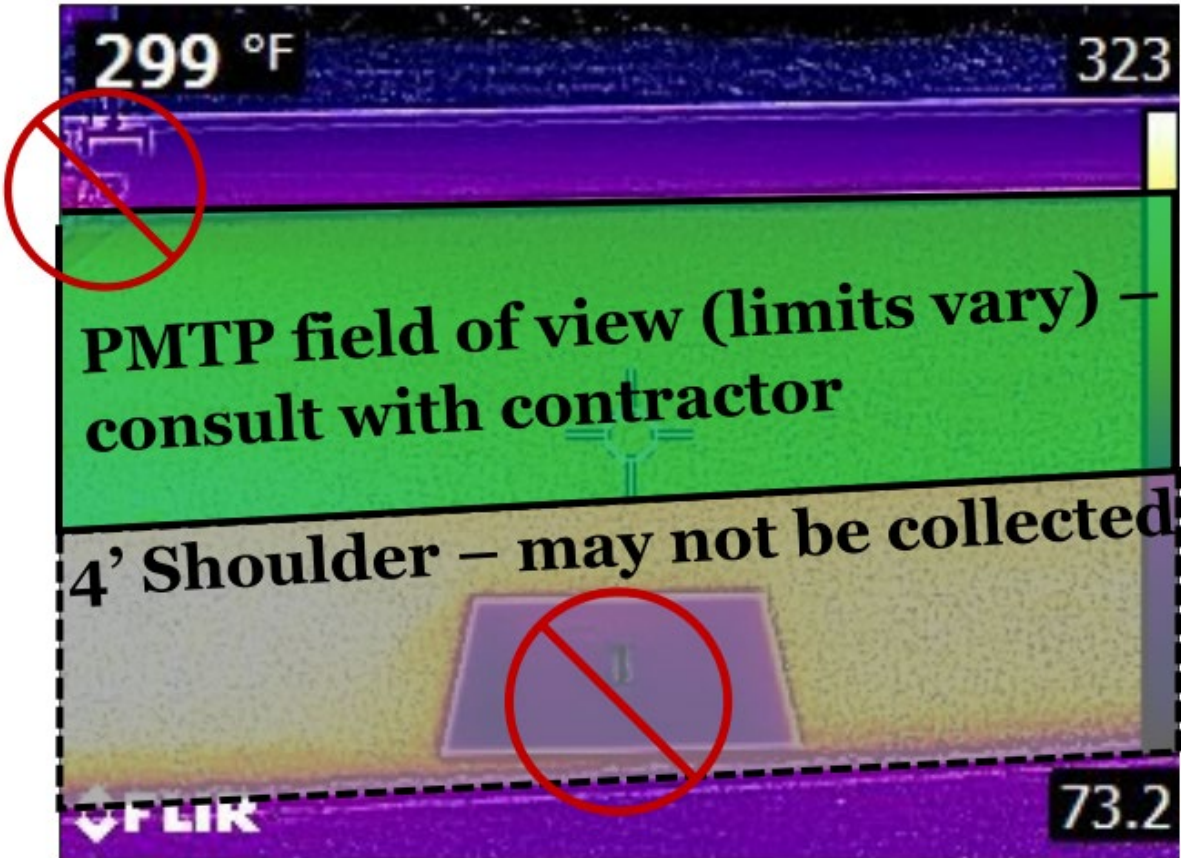 299 °F
323
PMTP field of view (limits vary) –
consult with contractor
4’ Shoulder – may not be collected
FLIR
73.2